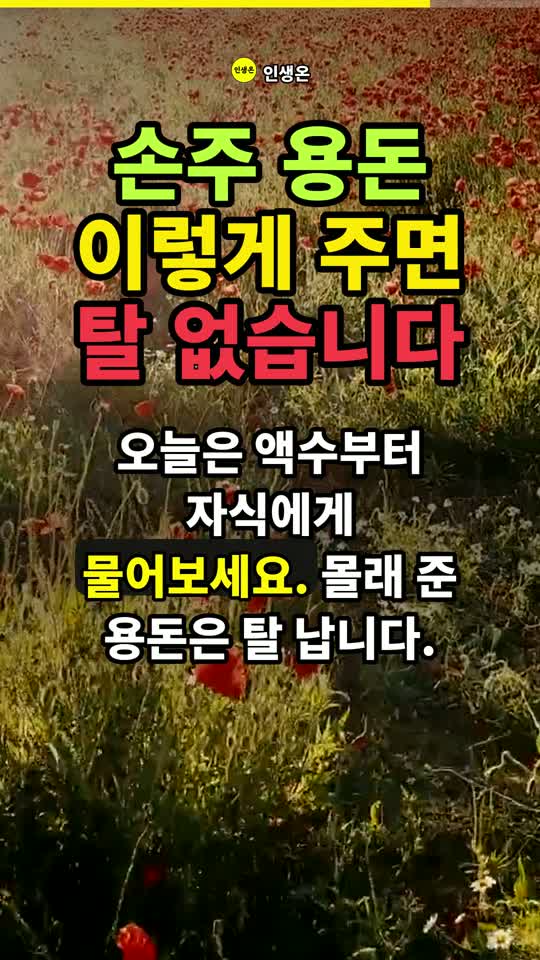 인생온 인생온
손주 용돈
이렇게 주면
탈 없습니다
오늘은 액수부터
자식에게
물어보세요. 몰래 준
용돈은 탈 납니다.